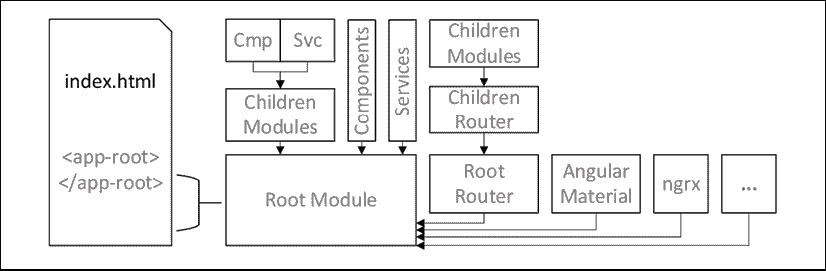 index.html
<app-root>
</app-root>
Cmp
Svc
Children
Modules
Components
Services
Root Module
Children
Modules
Children
Router
Root
Router
Angular
Material
ngrx
...